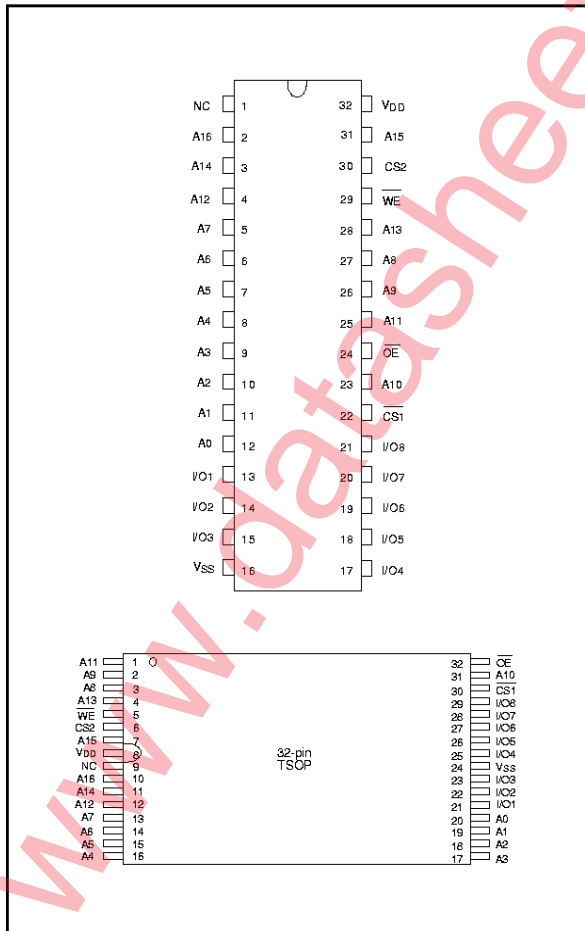 NC 1 32 VDD
A16 2 31 A15
A14 3 30 CS2
A12 4 29 WE
A7 5 28 A13
A6 6 27 A8
A5 7 26 A9
A4 8 25 A11
A3 9 24 OE
A2 10 23 A10
A1 11 22 CS1
A0 12 21 I/O8
I/O1 13 20 I/O7
I/O2 14 19 I/O6
I/O3 15 18 I/O5
VSS 16 17 I/O4
A11 1 32 OE
A9 2 31 A10
A8 3 30 CS1
A13 4 29 I/O8
WE 5 28 I/O7
CS2 6 27 I/O6
A15 7 26 I/O5
VDD 8 25 I/O4
NC 9 24 VSS
A16 10 23 I/O3
A14 11 22 I/O2
A12 12 21 I/O1
A7 13 20 A0
A6 14 19 A1
A5 15 18 A2
A4 16 17 A3
32-pin
TSOP
www.datashee